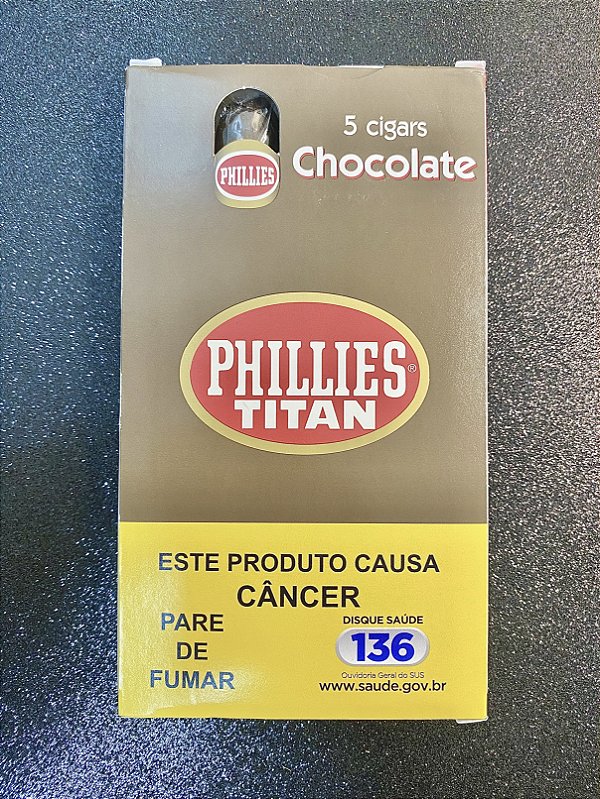 5 cigars
Chocolate
PHILLIES
PHILLIES®
TITAN
ESTE PRODUTO CAUSA
CÂNCER
PARE
DE
FUMAR
DISQUE SAÚDE
136
Ouvidoria Geral do SUS
www.saude.gov.br